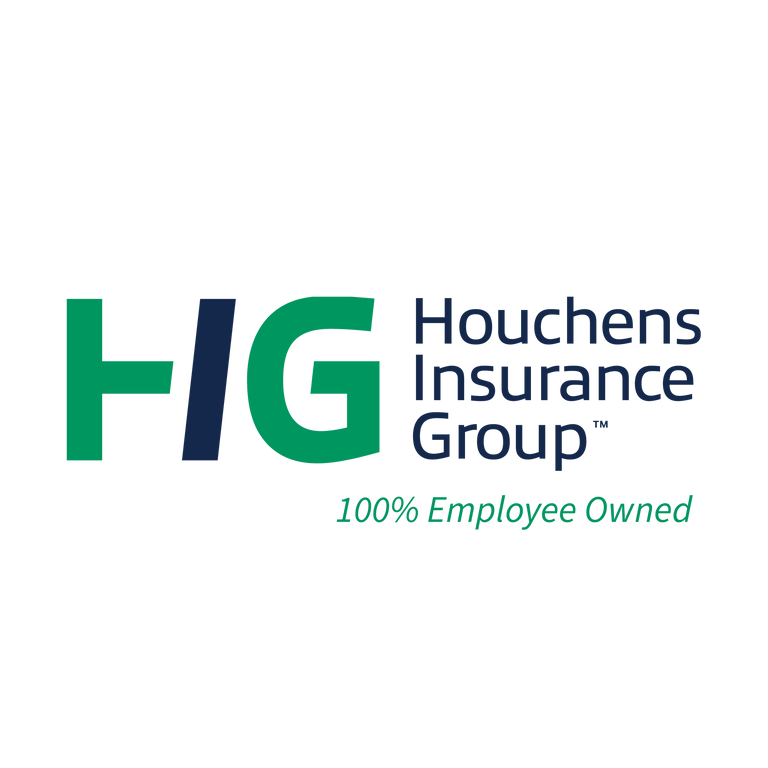 HIG
Houchens
Insurance
Group™
100% Employee Owned